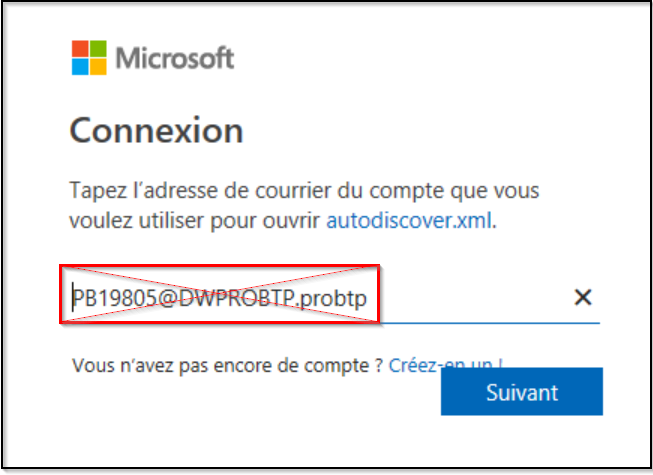 Microsoft
Connexion
Tapez l'adresse de courrier du compte que vous
voulez utiliser pour ouvrir autodiscover.xml.
PB19805@DWPROBTP.probtp
Vous n'avez pas encore de compte ? Créez-en un !
Suivant